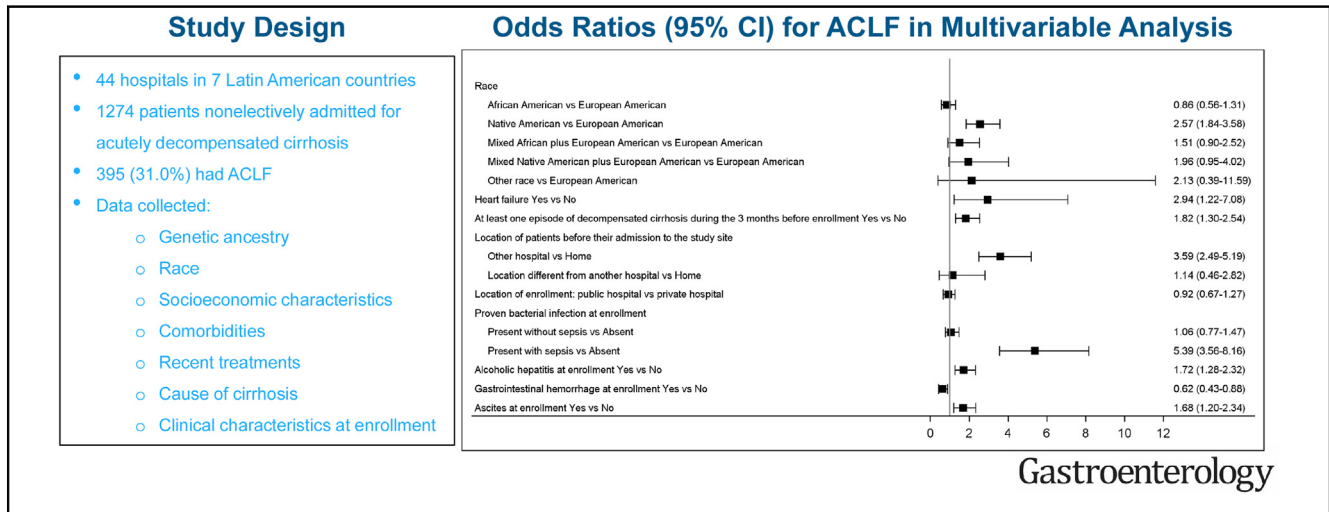 Study Design
• 44 hospitals in 7 Latin American countries
• 1274 patients nonelectively admitted for
acutely decompensated cirrhosis
• 395 (31.0%) had ACLF
• Data collected:
o Genetic ancestry
o Race
o Socioeconomic characteristics
o Comorbidities
o Recent treatments
o Cause of cirrhosis
o Clinical characteristics at enrollment
Odds Ratios (95% CI) for ACLF in Multivariable Analysis
Race
African American vs European American 0.86 (0.56-1.31)
Native American vs European American 2.57 (1.84-3.58)
Mixed African plus European American vs European American 1.51 (0.90-2.52)
Mixed Native American plus European American vs European American 1.96 (0.95-4.02)
Other race vs European American 2.13 (0.39-11.59)
Heart failure Yes vs No 2.94 (1.22-7.08)
At least one episode of decompensated cirrhosis during the 3 months before enrollment Yes vs No 1.82 (1.30-2.54)
Location of patients before their admission to the study site
Other hospital vs Home 3.59 (2.49-5.19)
Location different from another hospital vs Home 1.14 (0.46-2.82)
Location of enrollment: public hospital vs private hospital 0.92 (0.67-1.27)
Proven bacterial infection at enrollment
Present without sepsis vs Absent 1.06 (0.77-1.47)
Present with sepsis vs Absent 5.39 (3.56-8.16)
Alcoholic hepatitis at enrollment Yes vs No 1.72 (1.28-2.32)
Gastrointestinal hemorrhage at enrollment Yes vs No 0.62 (0.43-0.88)
Ascites at enrollment Yes vs No 1.68 (1.20-2.34)
0 2 4 6 8 10 12
Gastroenterology